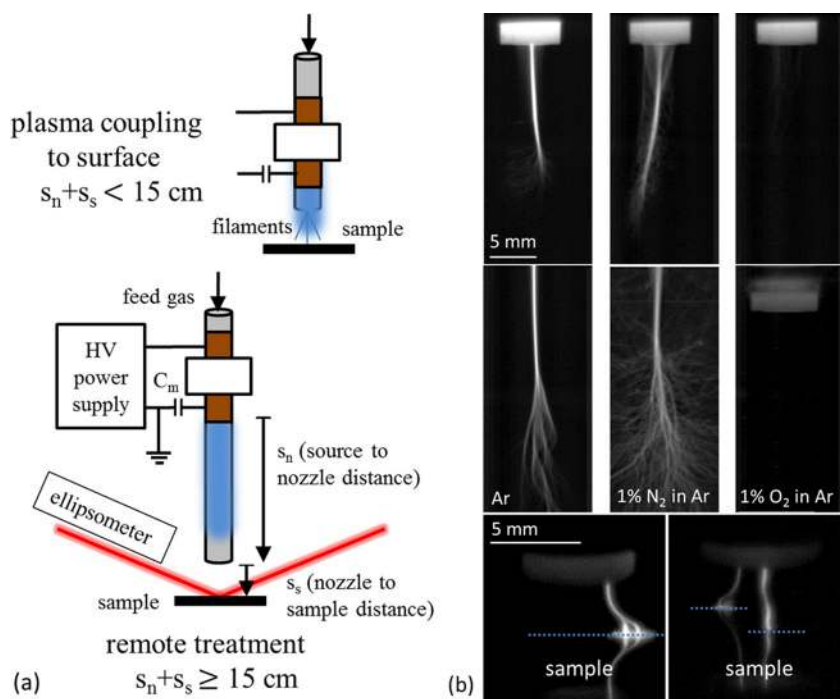 plasma coupling
to surface
sₙ+sₛ < 15 cm
filaments
sample
feed gas
HV
power
supply
Cₘ
sₙ (source to
nozzle distance)
ellipsometer
sₛ (nozzle to
sample distance)
sample
remote treatment
sₙ+sₛ ≥ 15 cm
(a)
5 mm
Ar
1% N₂ in Ar
1% O₂ in Ar
5 mm
sample
sample
(b)